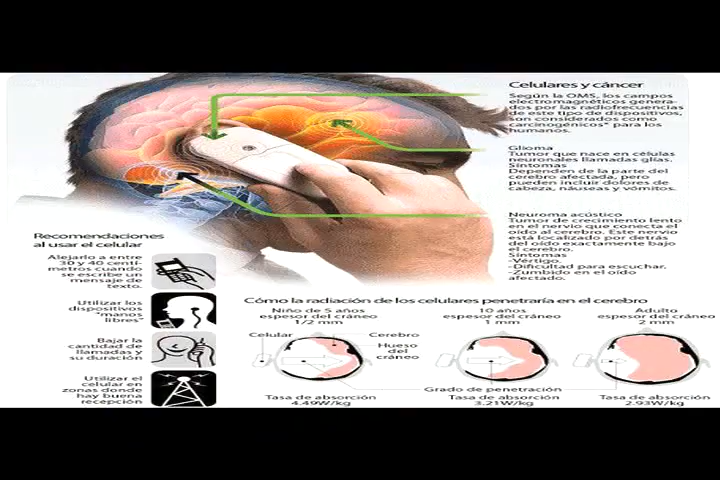 Celulares y cáncer
Según la OMS, los campos
electromagnéticos genera-
dos por las radiofrecuencias
de este tipo de dispositivos,
son considerados como
carcinogénicos* para los
humanos.
Glioma
Tumor que nace en células
neuronales llamadas glías.
Síntomas
Dependen de la parte del
cerebro afectada, pero
pueden incluir dolores de
cabeza, náuseas y vómitos.
Neuroma acústico
Tumor de crecimiento lento
en el nervio que conecta el
oído al cerebro. Este nervio
está localizado por detrás
del oído exactamente bajo
el cerebro.
Síntomas
-Vértigo.
-Dificultad para escuchar.
-Zumbido en el oído
afectado.
Recomendaciones
al usar el celular
Alejarlo a entre
30 y 40 centí-
metros cuando
se escribe un
mensaje de
texto.
Utilizar los
dispositivos
"manos
libres"
Bajar la
cantidad de
llamadas y
su duración
Utilizar el
celular en
zonas donde
hay buena
recepción
Cómo la radiación de los celulares penetraría en el cerebro
Niño de 5 años
espesor del cráneo
1/2 mm
10 años
espesor del cráneo
1 mm
Adulto
espesor del cráneo
2 mm
Celular
Cerebro
Hueso
del
cráneo
Grado de penetración
Tasa de absorción
4.49W/kg
Tasa de absorción
3.21W/kg
Tasa de absorción
2.93W/kg